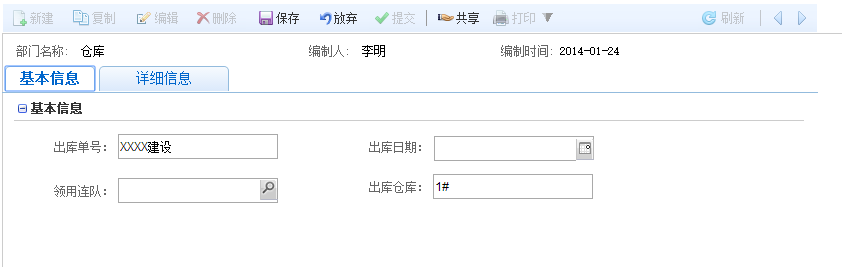 新建 复制 编辑 删除 保存 放弃 提交 共享 打印 刷新
部门名称: 仓库 编制人: 李明 编制时间: 2014-01-24
基本信息 详细信息
基本信息
出库单号: XXXX建设 出库日期:
领用连队: 出库仓库: 1#